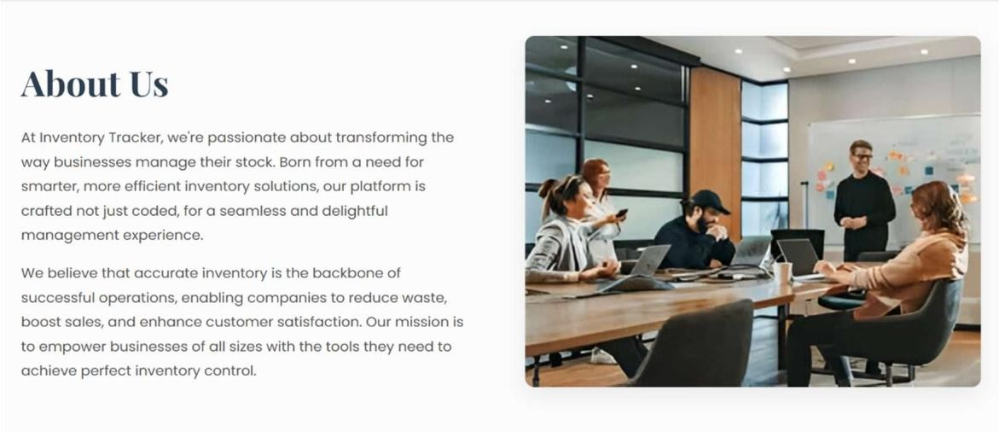 About Us
At Inventory Tracker, we're passionate about transforming the
way businesses manage their stock. Born from a need for
smarter, more efficient inventory solutions, our platform is
crafted not just coded, for a seamless and delightful
management experience.
We believe that accurate inventory is the backbone of
successful operations, enabling companies to reduce waste,
boost sales, and enhance customer satisfaction. Our mission is
to empower businesses of all sizes with the tools they need to
achieve perfect inventory control.